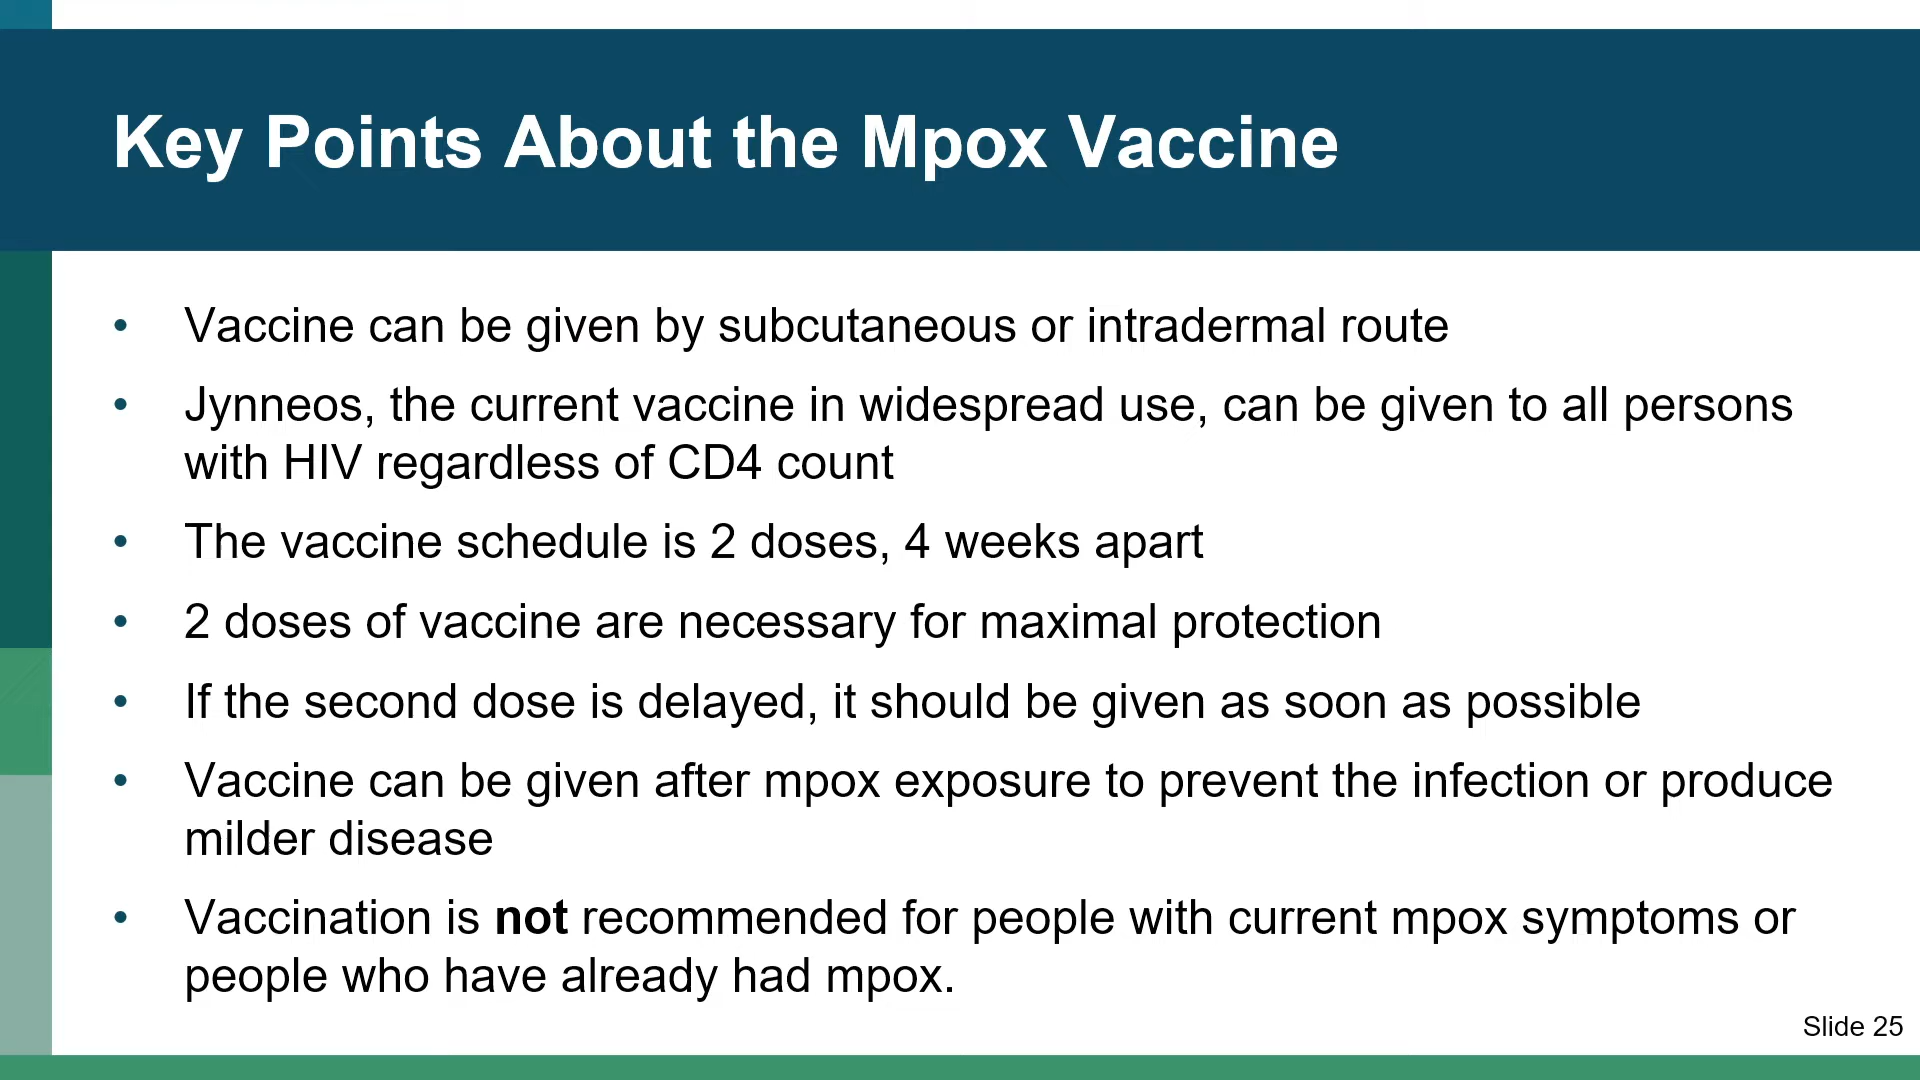 Key Points About the Mpox Vaccine
• Vaccine can be given by subcutaneous or intradermal route
• Jynneos, the current vaccine in widespread use, can be given to all persons
with HIV regardless of CD4 count
• The vaccine schedule is 2 doses, 4 weeks apart
• 2 doses of vaccine are necessary for maximal protection
• If the second dose is delayed, it should be given as soon as possible
• Vaccine can be given after mpox exposure to prevent the infection or produce
milder disease
• Vaccination is not recommended for people with current mpox symptoms or
people who have already had mpox.
Slide 25